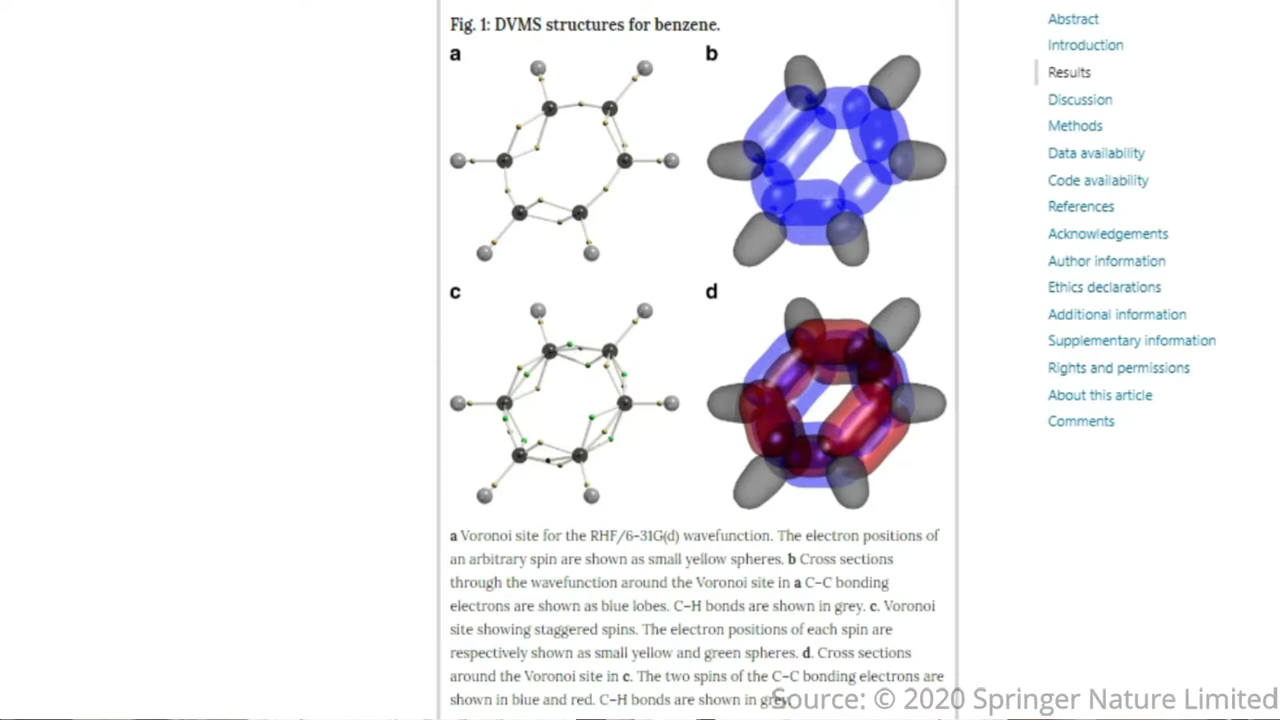 Fig. 1: DVMS structures for benzene.
a
b
c
d
a Voronoi site for the RHF/6-31G(d) wavefunction. The electron positions of
an arbitrary spin are shown as small yellow spheres. b Cross sections
through the wavefunction around the Voronoi site in a C–C bonding
electrons are shown as blue lobes. C–H bonds are shown in grey. c. Voronoi
site showing staggered spins. The electron positions of each spin are
respectively shown as small yellow and green spheres. d. Cross sections
around the Voronoi site in c. The two spins of the C–C bonding electrons are
shown in blue and red. C–H bonds are shown in grey.
Abstract
Introduction
Results
Discussion
Methods
Data availability
Code availability
References
Acknowledgements
Author information
Ethics declarations
Additional information
Supplementary information
Rights and permissions
About this article
Comments
Source: © 2020 Springer Nature Limited